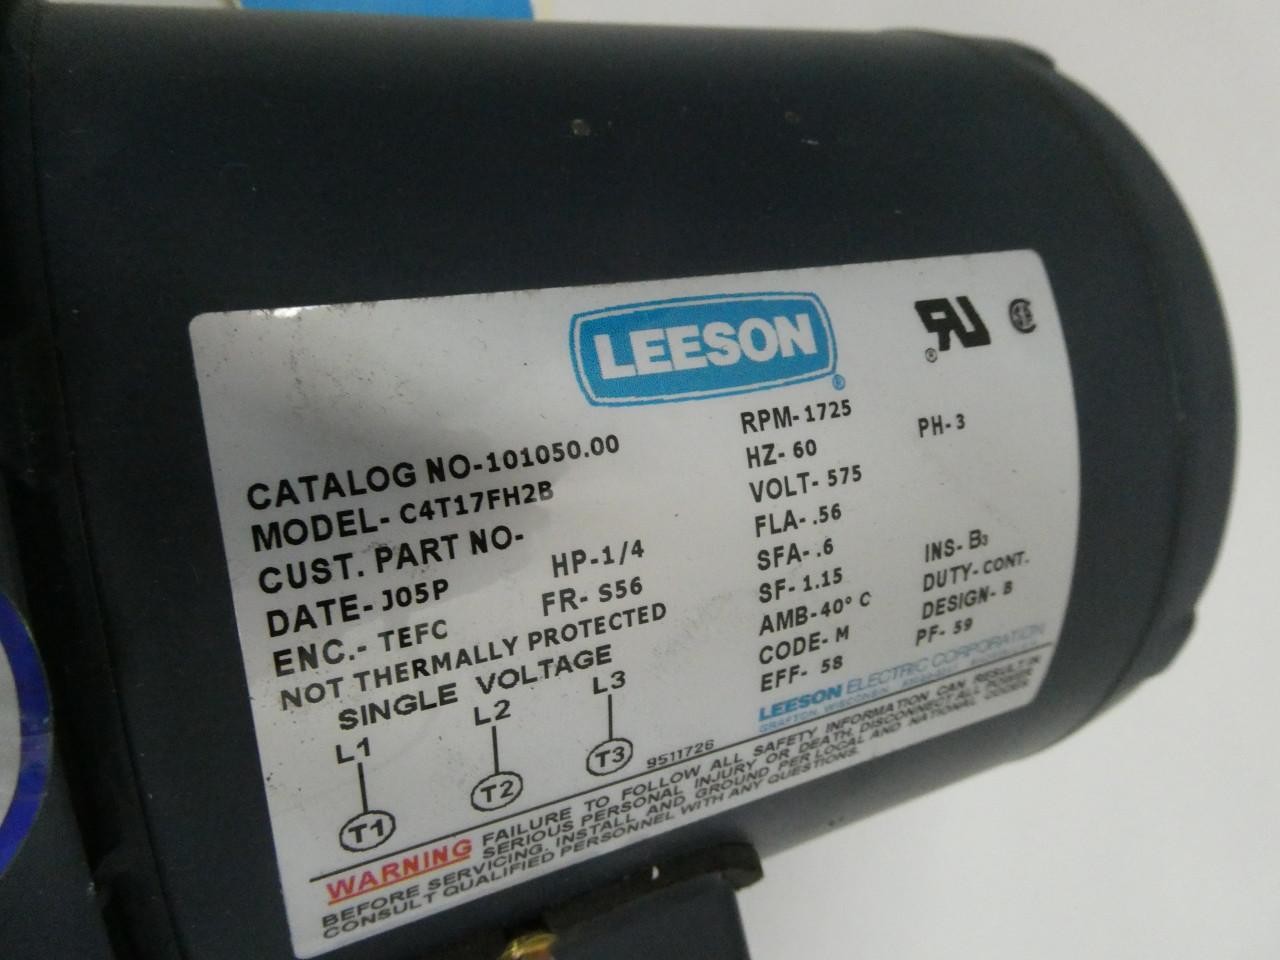 LEESON
®
®
CATALOG NO-101050.00
MODEL- C4T17FH2B
CUST. PART NO-
DATE- J05P
HP-1/4
ENC.- TEFC
FR- S56
NOT THERMALLY PROTECTED
SINGLE VOLTAGE
L1 L2 L3
T1 T2 T3
9511726
RPM-1725
HZ- 60
PH-3
VOLT- 575
FLA- .56
SFA- .6
SF- 1.15
INS- B3
AMB-40° C
DUTY- CONT.
CODE- M
DESIGN- B
EFF- 58
PF- 59
LEESON ELECTRIC CORPORATION
GRAFTON, WISCONSIN
WARNING FAILURE TO FOLLOW ALL SAFETY INFORMATION CAN RESULT IN
SERIOUS PERSONAL INJURY OR DEATH, DISCONNECT ALL POWER
BEFORE SERVICING. INSTALL AND GROUND PER LOCAL AND NATIONAL CODES.
CONSULT QUALIFIED PERSONNEL WITH ANY QUESTIONS.